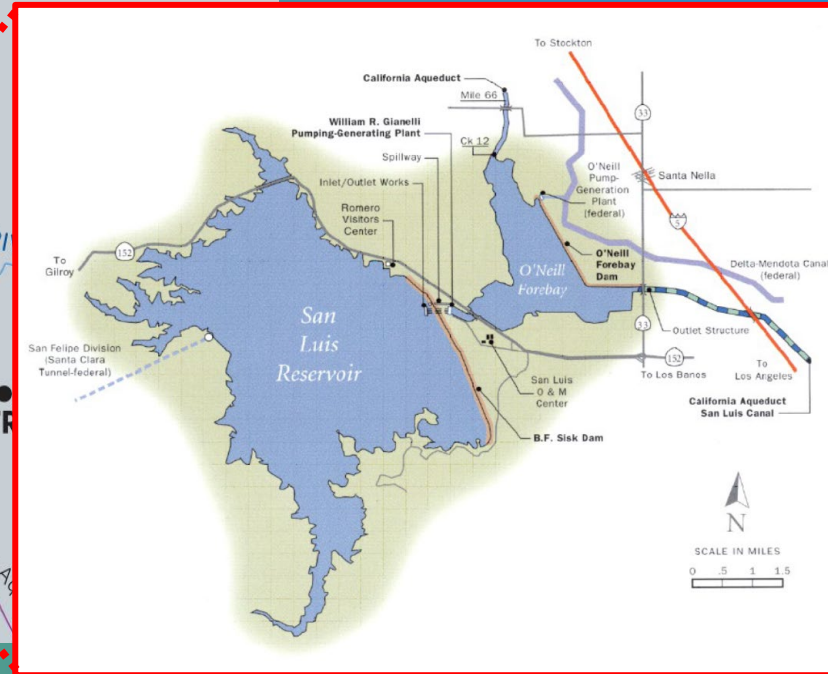 To Stockton
California Aqueduct
Mile 66
33
William R. Gianelli
Pumping-Generating Plant
Ck 12
Spillway
O'Neill
Pump-
Generation
Plant
(federal)
Santa Nella
Inlet/Outlet Works
Romero
Visitors
Center
5
152
To
Gilroy
O'Neill
Forebay
Dam
O'Neill
Forebay
Delta-Mendota Canal
(federal)
San
Luis
Reservoir
33
Outlet Structure
San Felipe Division
(Santa Clara
Tunnel-federal)
152
To Los Banos
To
Los Angeles
San Luis
O & M
Center
California Aqueduct
San Luis Canal
B.F. Sisk Dam
N
SCALE IN MILES
0 .5 1 1.5